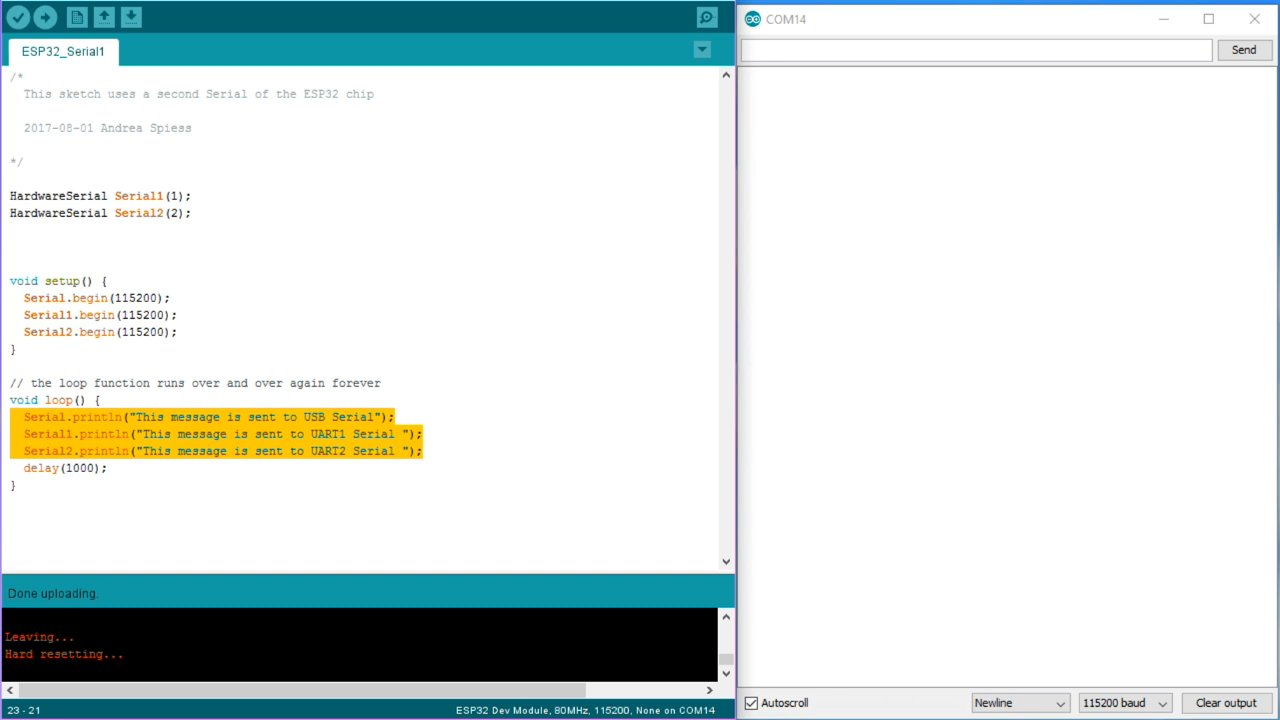 ESP32_Serial1
/*
This sketch uses a second Serial of the ESP32 chip
2017-08-01 Andrea Spiess
*/
HardwareSerial Serial1(1);
HardwareSerial Serial2(2);
void setup() {
Serial.begin(115200);
Serial1.begin(115200);
Serial2.begin(115200);
}
// the loop function runs over and over again forever
void loop() {
Serial.println("This message is sent to USB Serial");
Serial1.println("This message is sent to UART1 Serial ");
Serial2.println("This message is sent to UART2 Serial ");
delay(1000);
}
Done uploading.
Leaving...
Hard resetting...
23 - 21
ESP32 Dev Module, 80MHz, 115200, None on COM14
COM14
Send
Autoscroll
Newline
115200 baud
Clear output